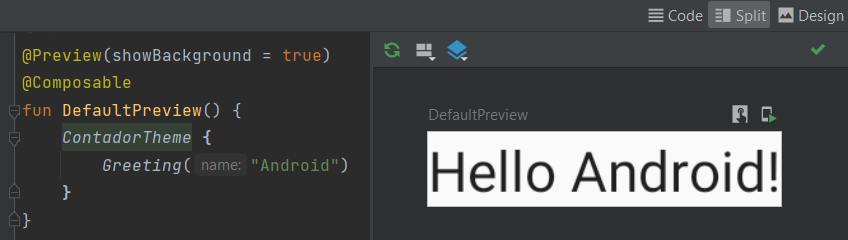 Code Split Design
@Preview(showBackground = true)
@Composable
fun DefaultPreview() {
ContadorTheme {
Greeting( name: "Android")
}
}
DefaultPreview
Hello Android!